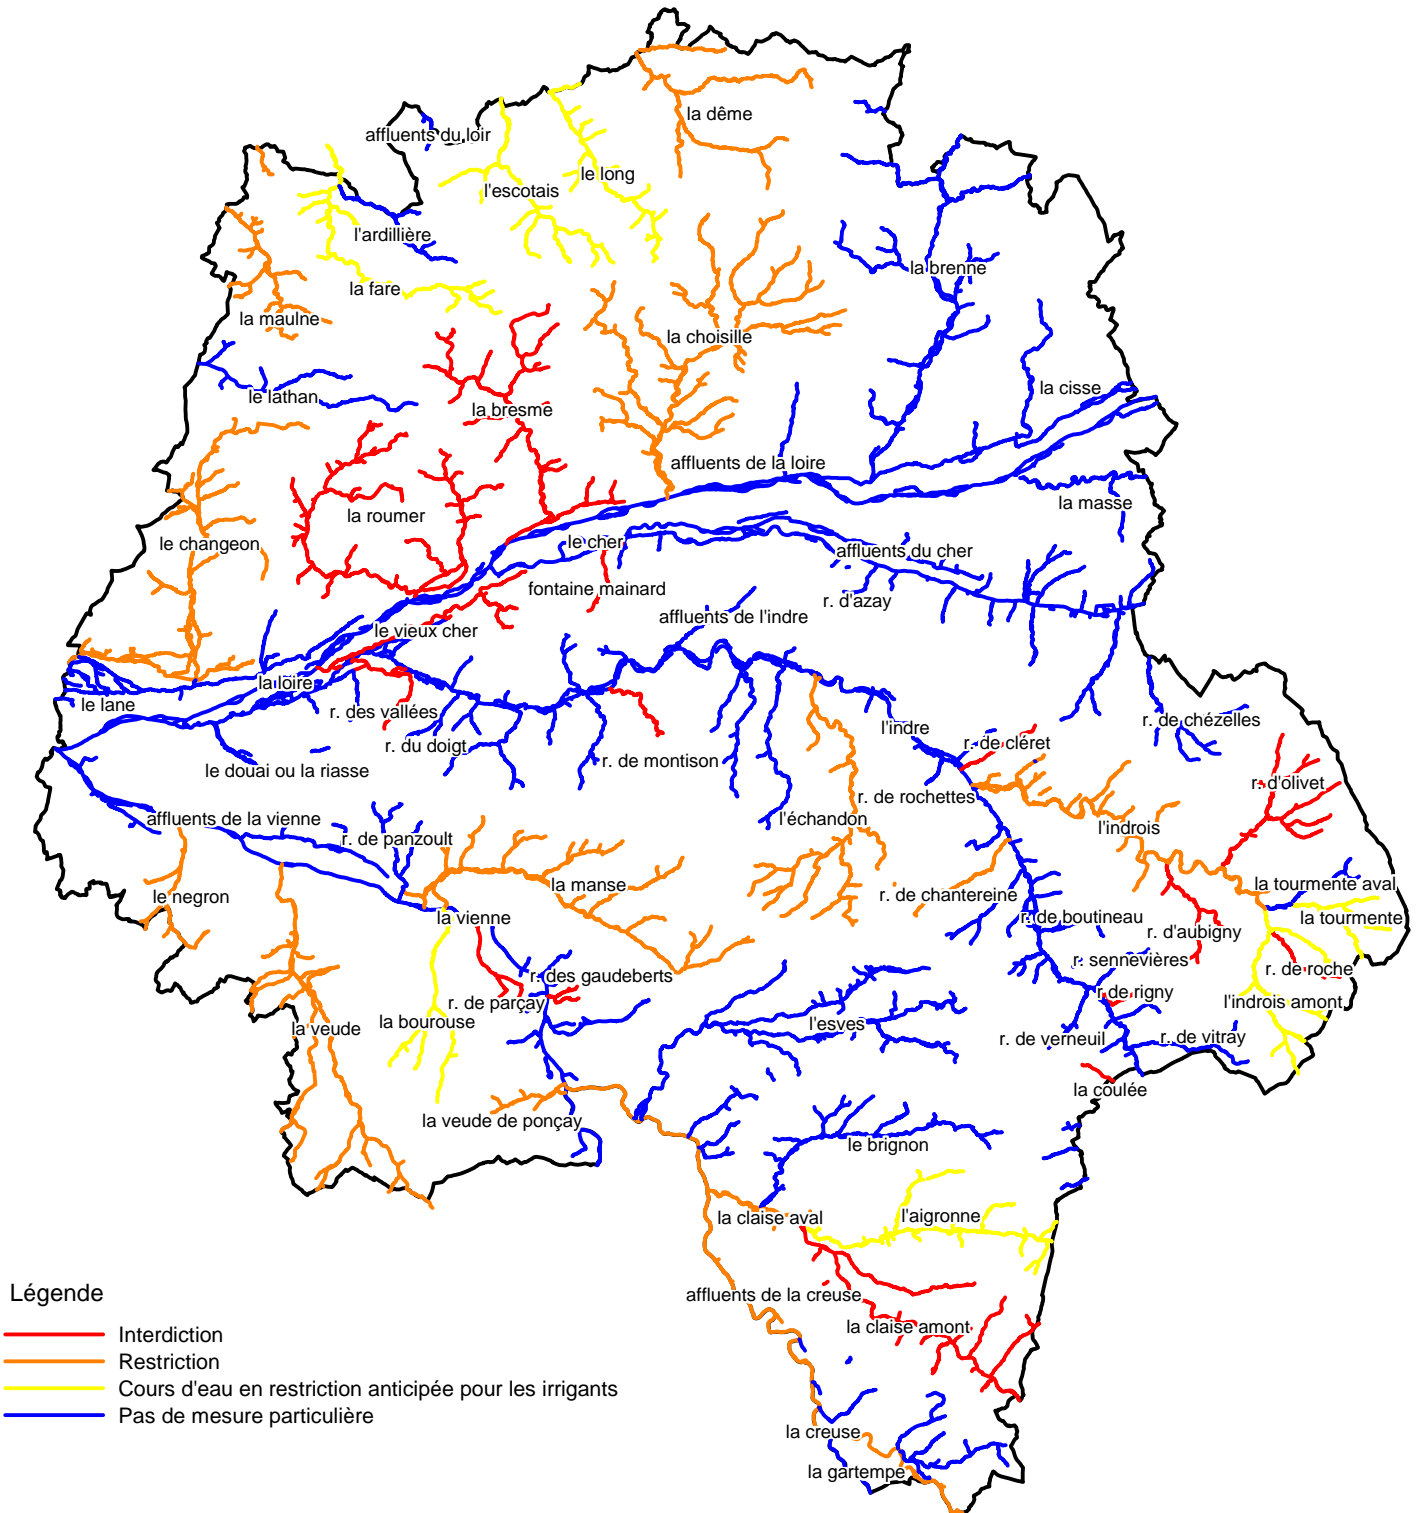 la dême
affluents du loir
le long
l'escotais
l'ardillière
la brenne
la fare
la maulne
la choisille
la cisse
le lathan
la bresme
affluents de la loire
la masse
la roumer
le changeon
le cher
affluents du cher
fontaine mainard
r. d'azay
affluents de l'indre
le vieux cher
la loire
le lane
r. des vallées
r. de chézelles
l'indre
r. du doigt
r. de cléret
r. de montison
le douai ou la riasse
r. d'olivet
r. de rochettes
affluents de la vienne
l'échandon
l'indrois
r. de panzoult
la manse
la tourmente aval
le negron
r. de chantereine
la vienne
r. de boutineau
la tourmente
r. d'aubigny
r. sennevières
r. de roche
r. des gaudeberts
r de rigny
r. de parçay
l'indrois amont
la bourouse
l'esves
la veude
r. de verneuil
r. de vitray
la coulée
la veude de ponçay
le brignon
la claise aval
l'aigronne
affluents de la creuse
la claise amont
la creuse
la gartempe
Légende
Interdiction
Restriction
Cours d'eau en restriction anticipée pour les irrigants
Pas de mesure particulière